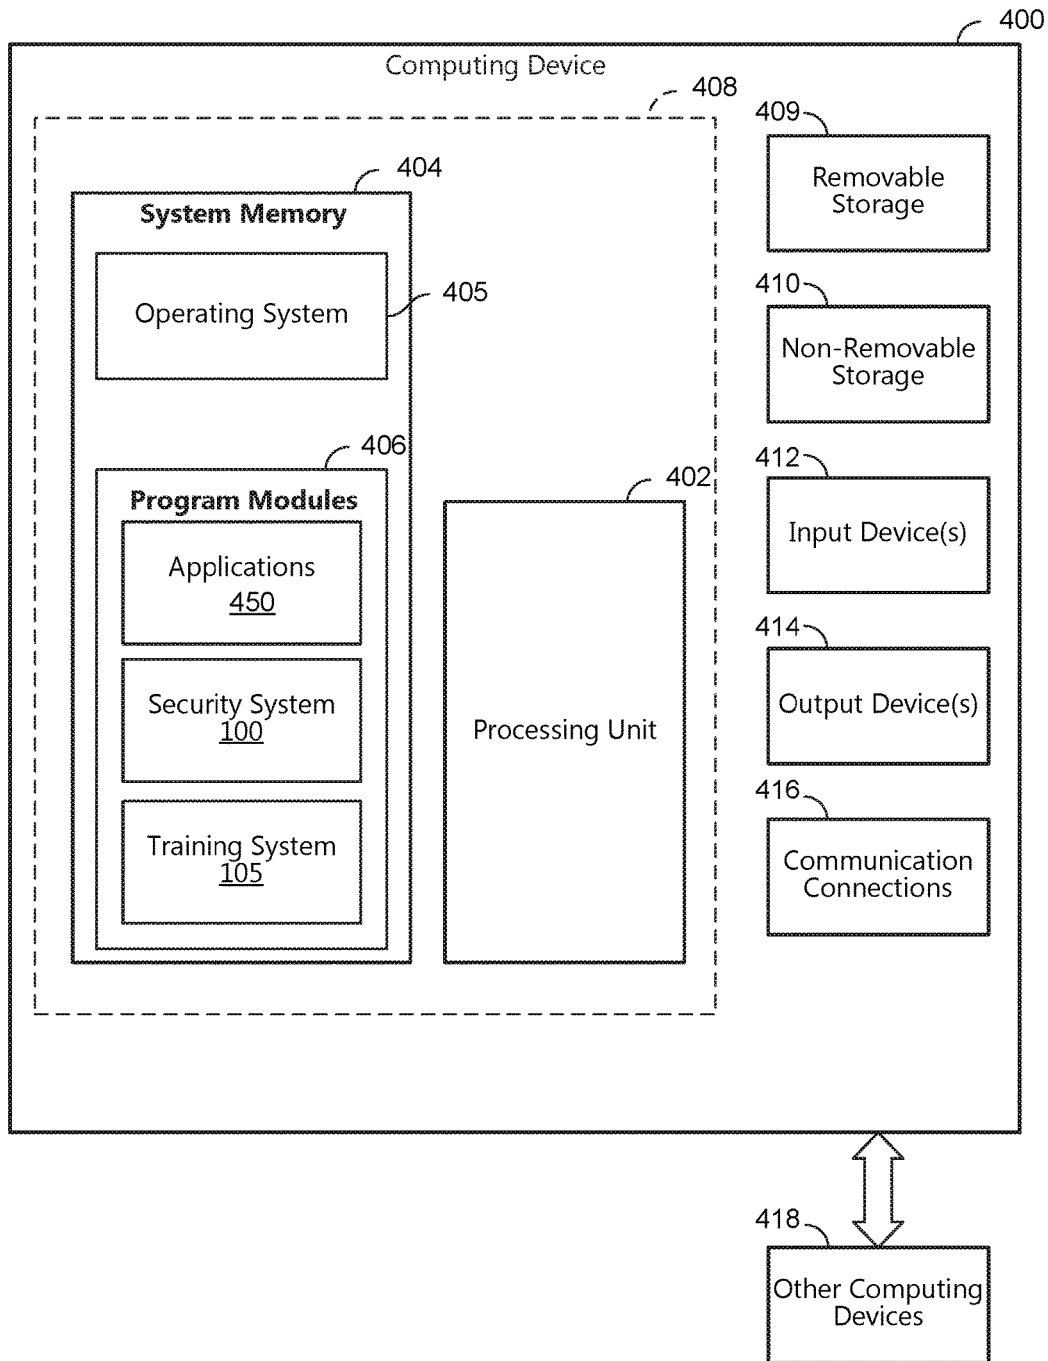 400
Computing Device
408
404
System Memory
Operating System
405
406
Program Modules
Applications
450
Security System
100
Training System
105
402
Processing Unit
409
Removable
Storage
410
Non-Removable
Storage
412
Input Device(s)
414
Output Device(s)
416
Communication
Connections
418
Other Computing
Devices